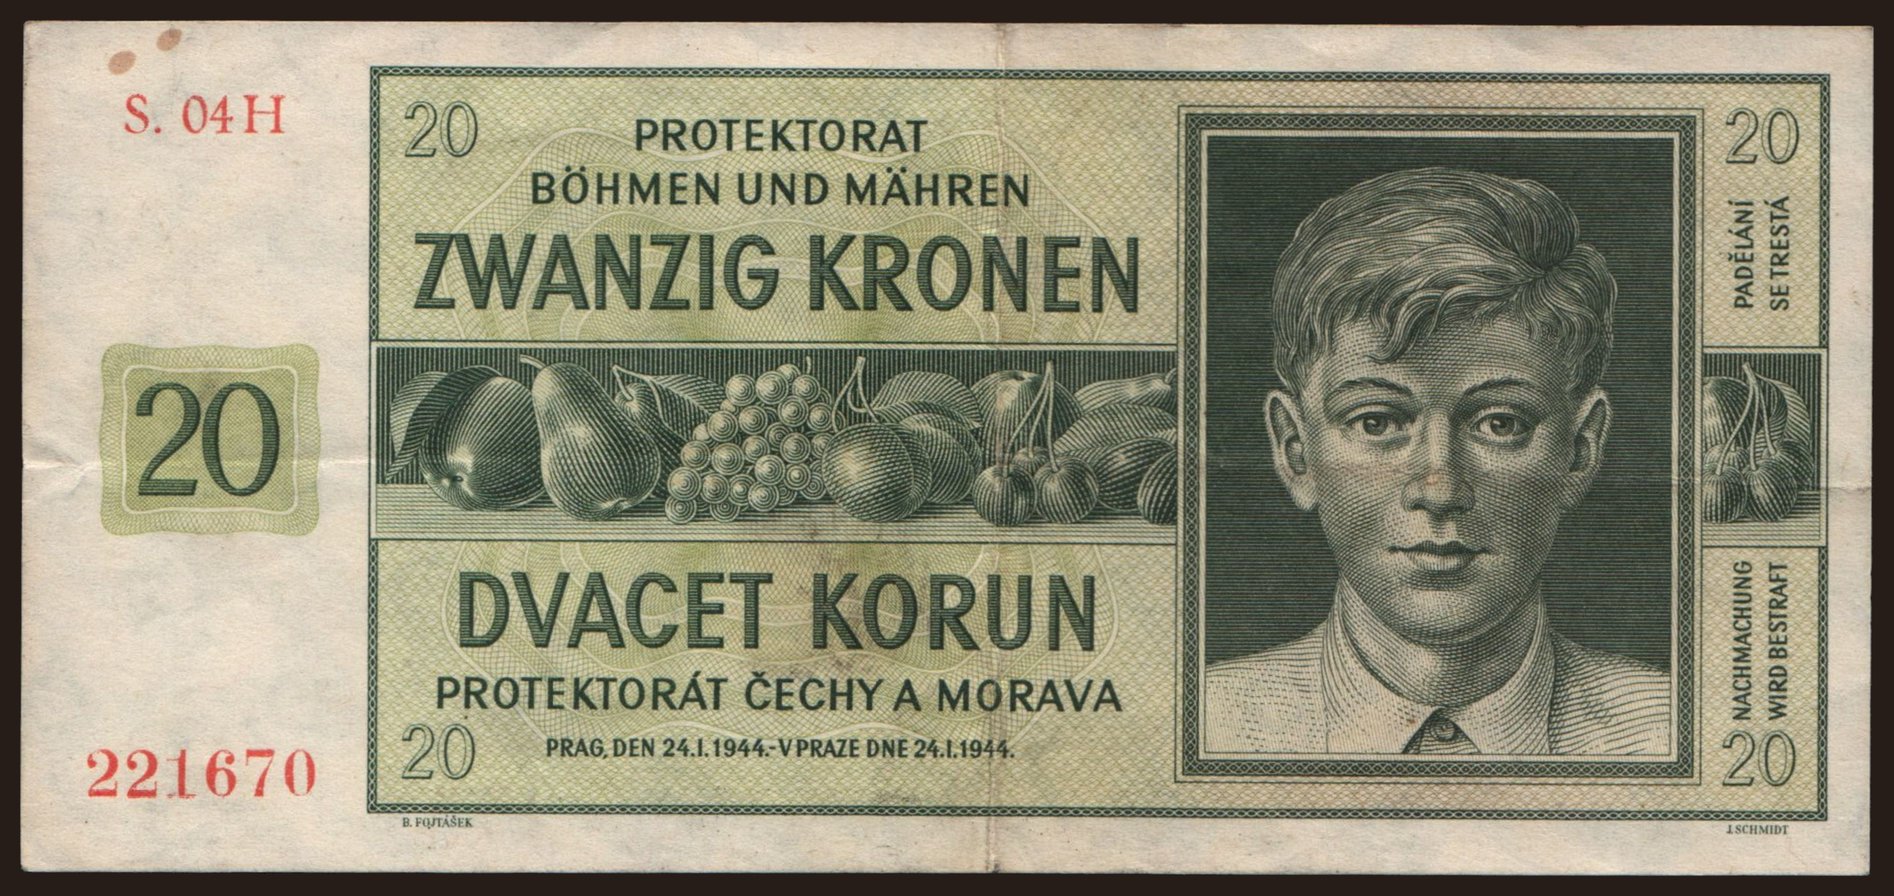 S. 04H
20
20
PROTEKTORAT
BÖHMEN UND MÄHREN
ZWANZIG KRONEN
PADĚLÁNÍ
SE TRESTÁ
20
DVACET KORUN
PROTEKTORÁT ČECHY A MORAVA
PRAG, DEN 24.I.1944.-V PRAZE DNE 24.I.1944.
NACHMACHUNG
WIRD BESTRAFT
221670
20
20
B. FOJTÁŠEK
J. SCHMIDT